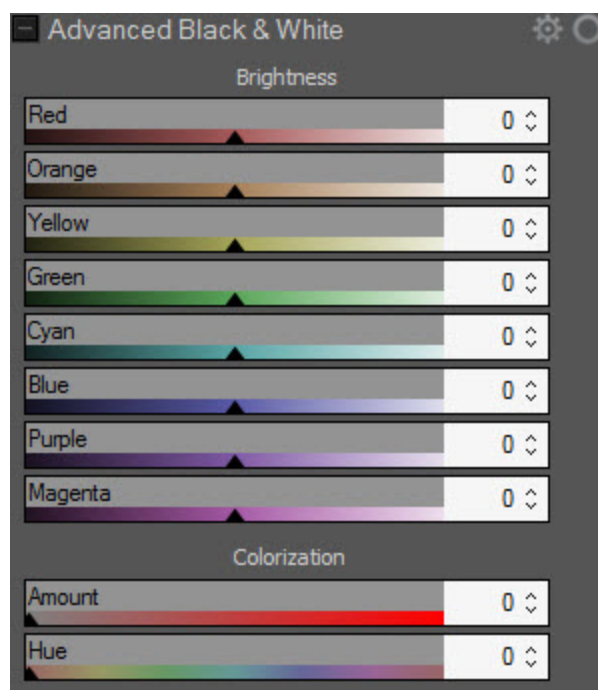 Advanced Black & White
Brightness
Red 0
Orange 0
Yellow 0
Green 0
Cyan 0
Blue 0
Purple 0
Magenta 0
Colorization
Amount 0
Hue 0